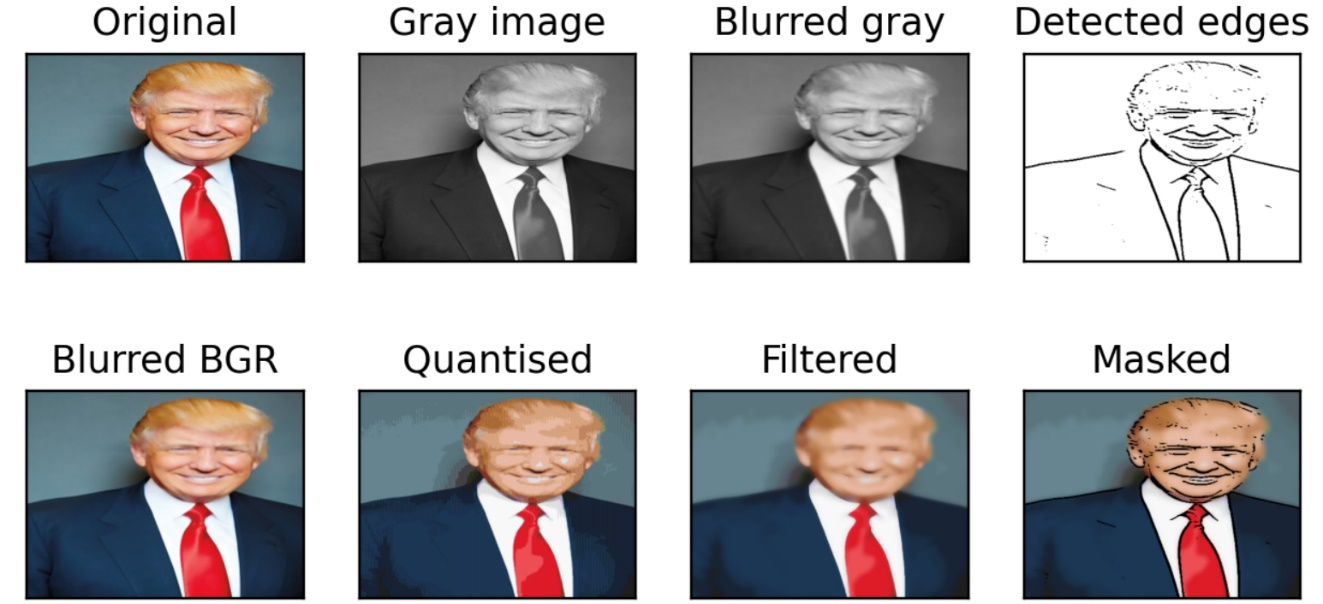 Original
Gray image
Blurred gray
Detected edges
Blurred BGR
Quantised
Filtered
Masked